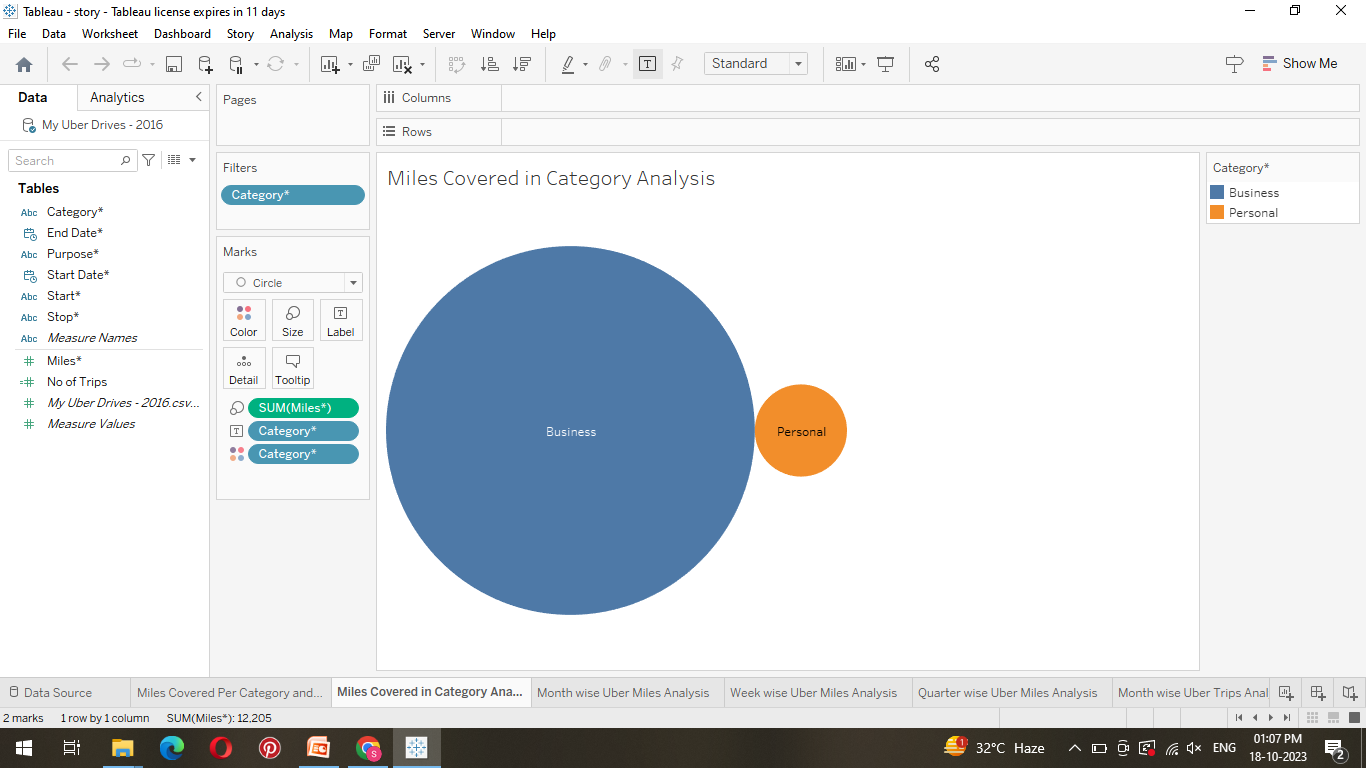 Tableau - story - Tableau license expires in 11 days
File Data Worksheet Dashboard Story Analysis Map Format Server Window Help
Standard
Show Me
Data Analytics
My Uber Drives - 2016
Search
Tables
Abc Category*
End Date*
Abc Purpose*
Start Date*
Abc Start*
Abc Stop*
Abc Measure Names
Miles*
No of Trips
My Uber Drives - 2016.csv...
Measure Values
Pages
Filters
Category*
Marks
Circle
Color Size Label
Detail Tooltip
SUM(Miles*)
Category*
Category*
Columns
Rows
Miles Covered in Category Analysis
Business
Personal
Category*
Business
Personal
Data Source Miles Covered Per Category and... Miles Covered in Category Ana... Month wise Uber Miles Analysis Week wise Uber Miles Analysis Quarter wise Uber Miles Analysis Month wise Uber Trips Anal
2 marks 1 row by 1 column SUM(Miles*): 12,205
1 32°C Haze ENG 01:07 PM
18-10-2023 2